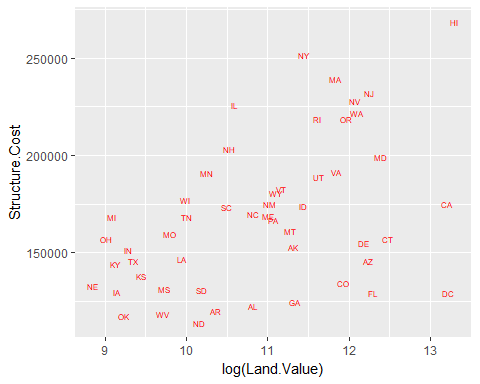 HI
NY
250000
MA
NJ
NV
IL
WA
RI
OR
NH
200000
MD
MN
VA
UT
VT
WY
WI
NM
ID
CA
SC
NC
MI
TN
ME
PA
MO
MT
OH
CT
DE
AK
IN
150000
LA
TX
AZ
KY
KS
DA
NE
MS
SD
IA
FL
DC
GA
AL
AR
WV
OK
ND
Structure.Cost
9
10
11
12
13
log(Land.Value)